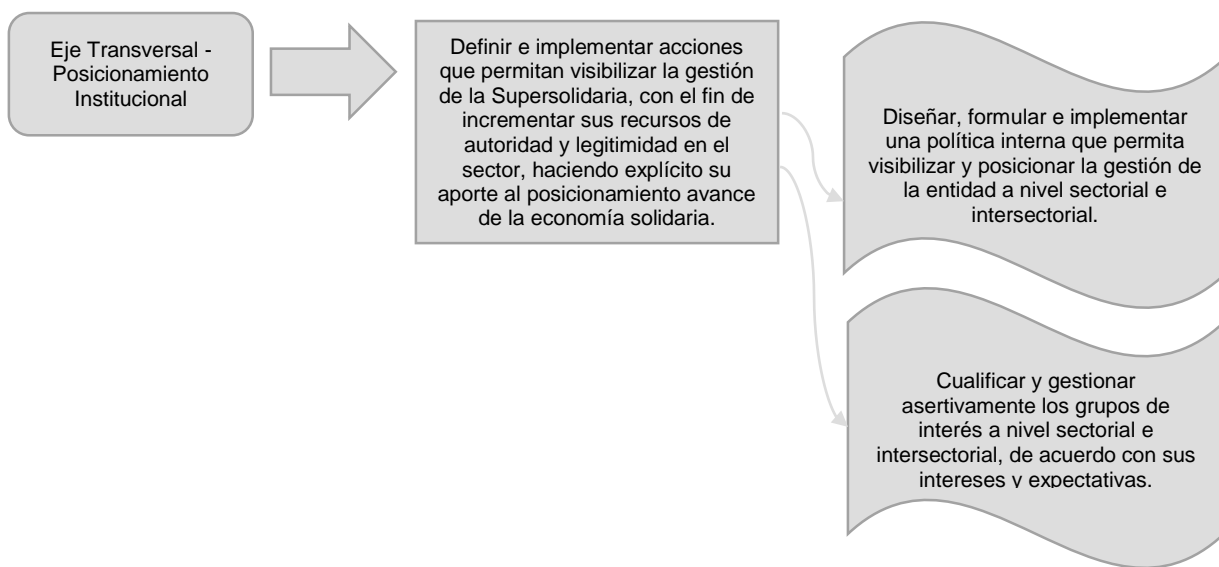 Eje Transversal -
Posicionamiento
Institucional
Definir e implementar acciones
que permitan visibilizar la gestión
de la Supersolidaria, con el fin de
incrementar sus recursos de
autoridad y legitimidad en el
sector, haciendo explícito su
aporte al posicionamiento avance
de la economía solidaria.
Diseñar, formular e implementar
una política interna que permita
visibilizar y posicionar la gestión de
la entidad a nivel sectorial e
intersectorial.
Cualificar y gestionar
asertivamente los grupos de
interés a nivel sectorial e
intersectorial, de acuerdo con sus
intereses y expectativas.